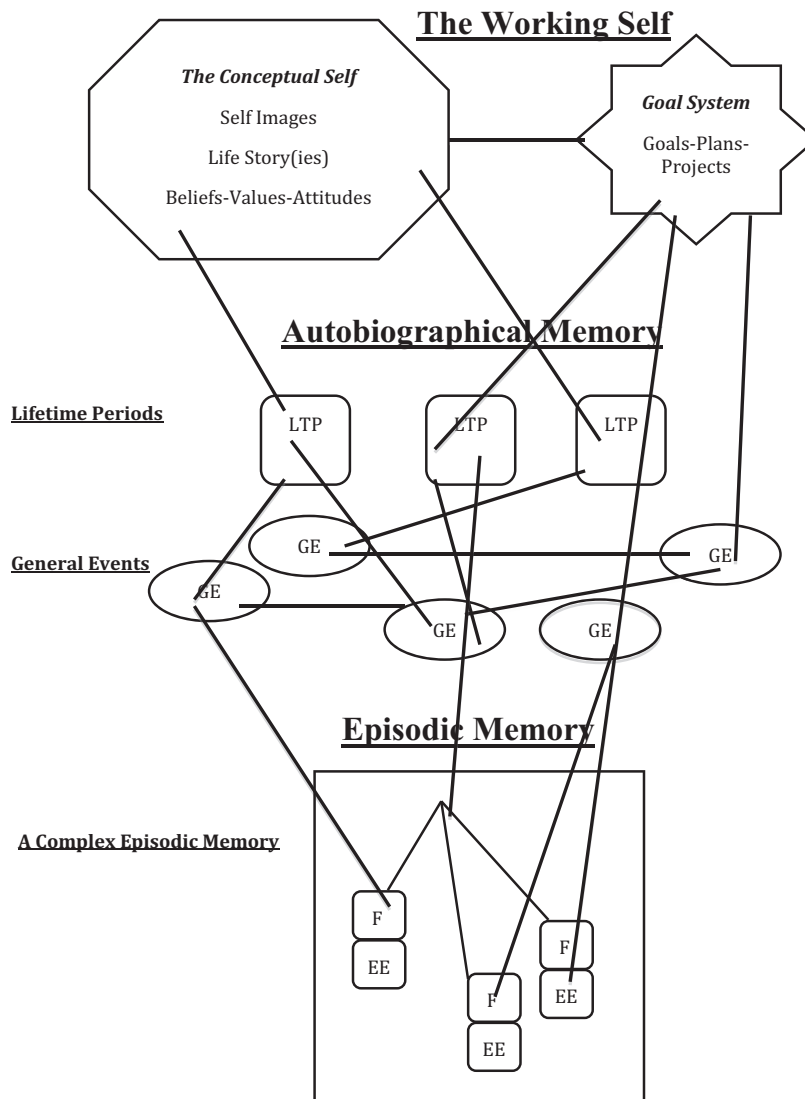 The Working Self
The Conceptual Self
Self Images
Life Story(ies)
Beliefs-Values-Attitudes
Goal System
Goals-Plans-
Projects
Autobiographical Memory
Lifetime Periods
LTP
LTP
LTP
General Events
GE
GE
GE
GE
GE
Episodic Memory
A Complex Episodic Memory
F
EE
F
EE
F
EE